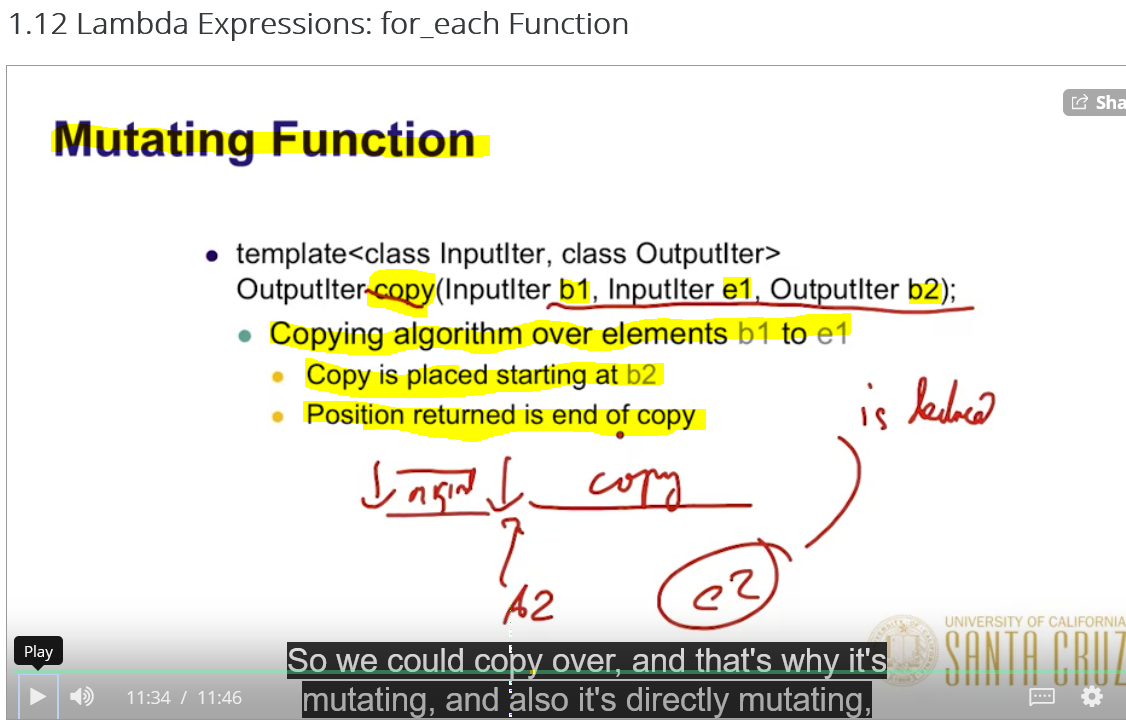 1.12 Lambda Expressions: for_each Function
Sha
Mutating Function
template<class InputIter, class OutputIter>
OutputIter copy(InputIter b1, InputIter e1, OutputIter b2);
Copying algorithm over elements b1 to e1
Copy is placed starting at b2
Position returned is end of copy
is
copy
b2
e2
UNIVERSITY OF CALIFORNIA
SANTA CRUZ
Play
So we could copy over, and that's why it's
mutating, and also it's directly mutating,
11:34 / 11:46